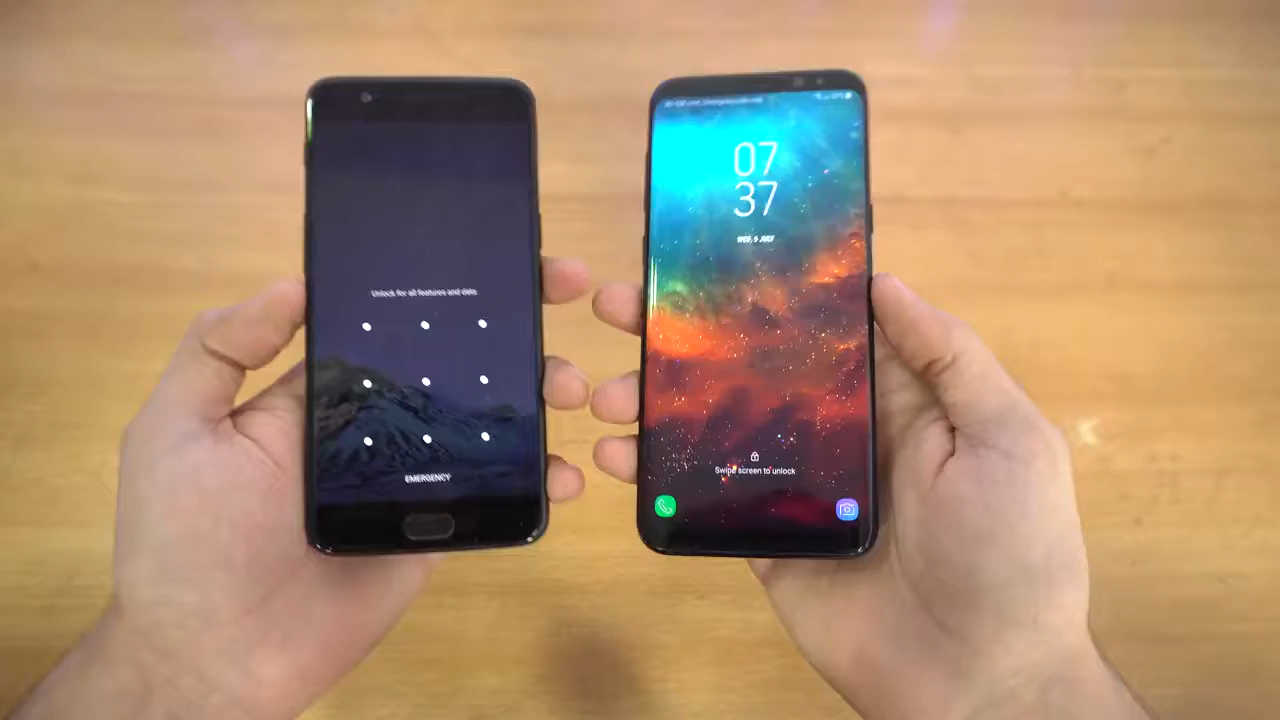 Unlock for all features and data
EMERGENCY
07
37
WED, 5 JULY
Swipe screen to unlock